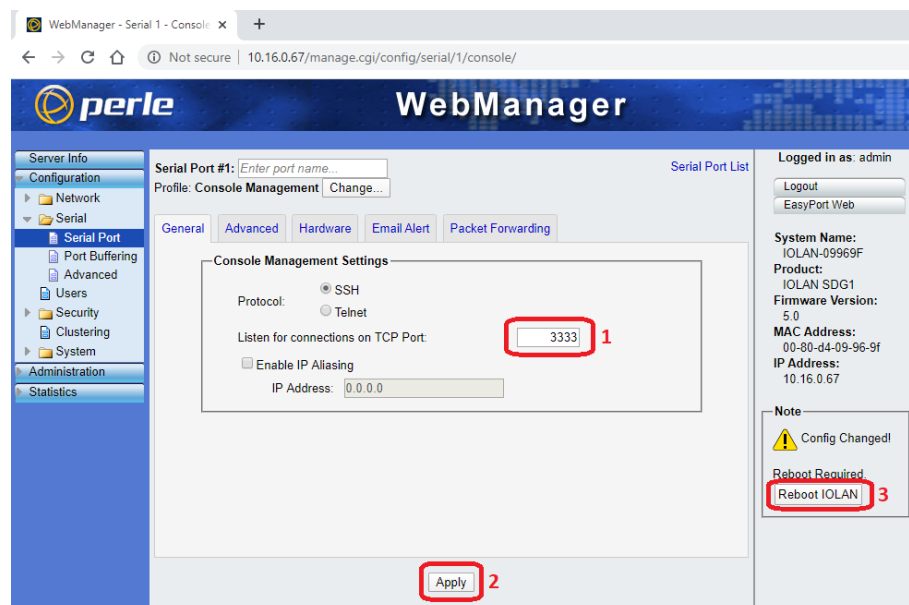 WebManager - Serial 1 - Console
Not secure | 10.16.0.67/manage.cgi/config/serial/1/console/
perle WebManager
Server Info
Configuration
Network
Serial
Serial Port
Port Buffering
Advanced
Users
Security
Clustering
System
Administration
Statistics
Serial Port #1: Enter port name...
Serial Port List
Profile: Console Management Change...
General Advanced Hardware Email Alert Packet Forwarding
Console Management Settings
Protocol: SSH
Telnet
Listen for connections on TCP Port: 3333 1
Enable IP Aliasing
IP Address: 0.0.0.0
Apply 2
Logged in as: admin
Logout
EasyPort Web
System Name:
IOLAN-09969F
Product:
IOLAN SDG1
Firmware Version:
5.0
MAC Address:
00-80-d4-09-96-9f
IP Address:
10.16.0.67
Note
Config Changed!
Reboot Required.
Reboot IOLAN 3